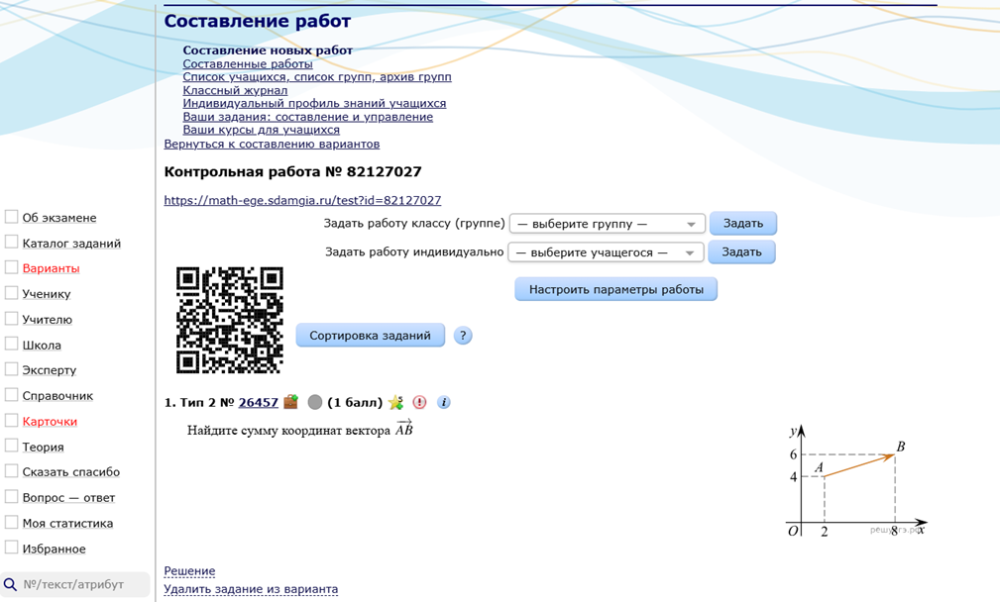 Составление работ
Составление новых работ
Составленные работы
Список учащихся, список групп, архив групп
Классный журнал
Индивидуальный профиль знаний учащихся
Ваши задания: составление и управление
Ваши курсы для учащихся
Вернуться к составлению вариантов
Контрольная работа № 82127027
https://math-ege.sdamgia.ru/test?id=82127027
Задать работу классу (группе) — выберите группу — Задать
Задать работу индивидуально — выберите учащегося — Задать
Настроить параметры работы
Сортировка заданий ?
1. Тип 2 № 26457 (1 балл) i
Найдите сумму координат вектора AB
y
B
6
A
4
O 2 8 x
Решение
Удалить задание из варианта
Об экзамене
Каталог заданий
Варианты
Ученику
Учителю
Школа
Эксперту
Справочник
Карточки
Теория
Сказать спасибо
Вопрос — ответ
Моя статистика
Избранное
№/текст/атрибут